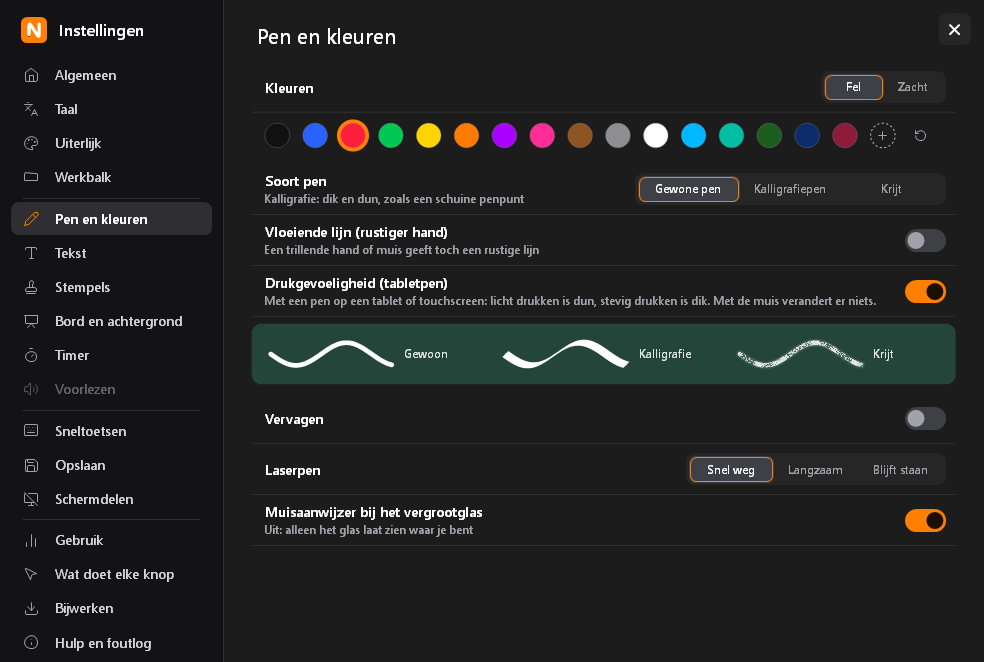 N Instellingen
Algemeen
Taal
Uiterlijk
Werkbalk
Pen en kleuren
Tekst
Stempels
Bord en achtergrond
Timer
Voorlezen
Sneltoetsen
Opslaan
Schermdelen
Gebruik
Wat doet elke knop
Bijwerken
Hulp en foutlog
Pen en kleuren
Kleuren
Fel Zacht
Soort pen
Kalligrafie: dik en dun, zoals een schuine penpunt
Gewone pen Kalligrafiepen Krijt
Vloeiende lijn (rustiger hand)
Een trillende hand of muis geeft toch een rustige lijn
Drukgevoeligheid (tabletpen)
Met een pen op een tablet of touchscreen: licht drukken is dun, stevig drukken is dik. Met de muis verandert er niets.
Gewoon Kalligrafie Krijt
Vervagen
Laserpen
Snel weg Langzaam Blijft staan
Muisaanwijzer bij het vergrootglas
Uit: alleen het glas laat zien waar je bent